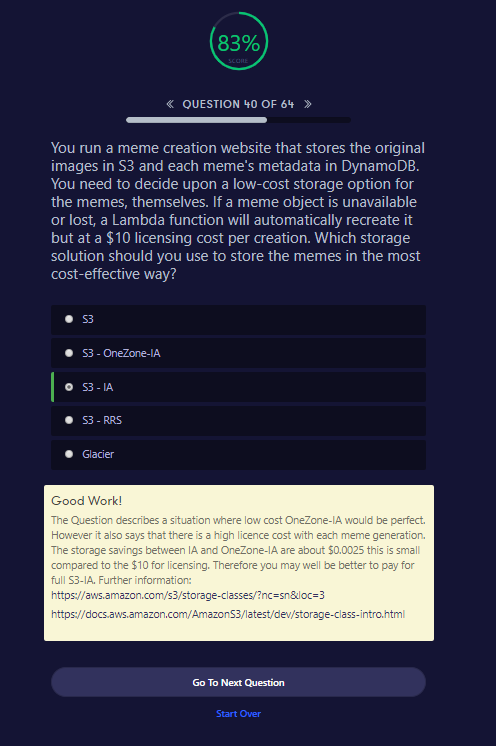 83%
SCORE
« QUESTION 40 OF 64 »
You run a meme creation website that stores the original
images in S3 and each meme's metadata in DynamoDB.
You need to decide upon a low-cost storage option for
the memes, themselves. If a meme object is unavailable
or lost, a Lambda function will automatically recreate it
but at a $10 licensing cost per creation. Which storage
solution should you use to store the memes in the most
cost-effective way?
S3
S3 - OneZone-IA
S3 - IA
S3 - RRS
Glacier
Good Work!
The Question describes a situation where low cost OneZone-IA would be perfect.
However it also says that there is a high licence cost with each meme generation.
The storage savings between IA and OneZone-IA are about $0.0025 this is small
compared to the $10 for licensing. Therefore you may well be better to pay for
full S3-IA. Further information:
https://aws.amazon.com/s3/storage-classes/?nc=sn&loc=3
https://docs.aws.amazon.com/AmazonS3/latest/dev/storage-class-intro.html
Go To Next Question
Start Over